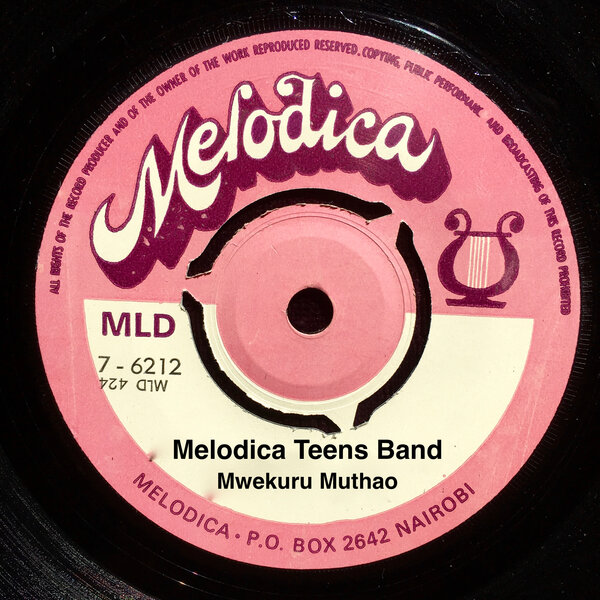 ALL RIGHTS OF THE RECORD PRODUCER AND OF THE OWNER OF THE WORK REPRODUCED RESERVED. COPYING, PUBLIC PERFORMANC AND BROADCASTING OF THIS RECORD PROHIBITED
Melodica
MLD
7 - 6212
MLD 424
Melodica Teens Band
Mwekuru Muthao
MELODICA • P.O. BOX 2642 NAIROBI